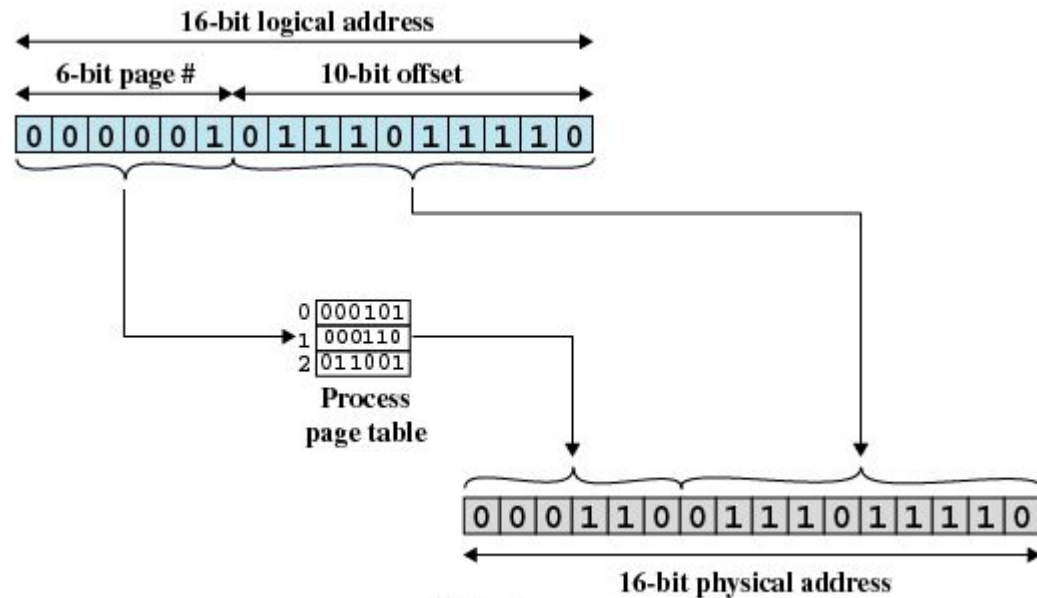 16-bit logical address
6-bit page # 10-bit offset
0 0 0 0 0 1 0 1 1 1 0 1 1 1 1 0
0 000101
1 000110
2 011001
Process
page table
0 0 0 1 1 0 0 1 1 1 0 1 1 1 1 0
16-bit physical address